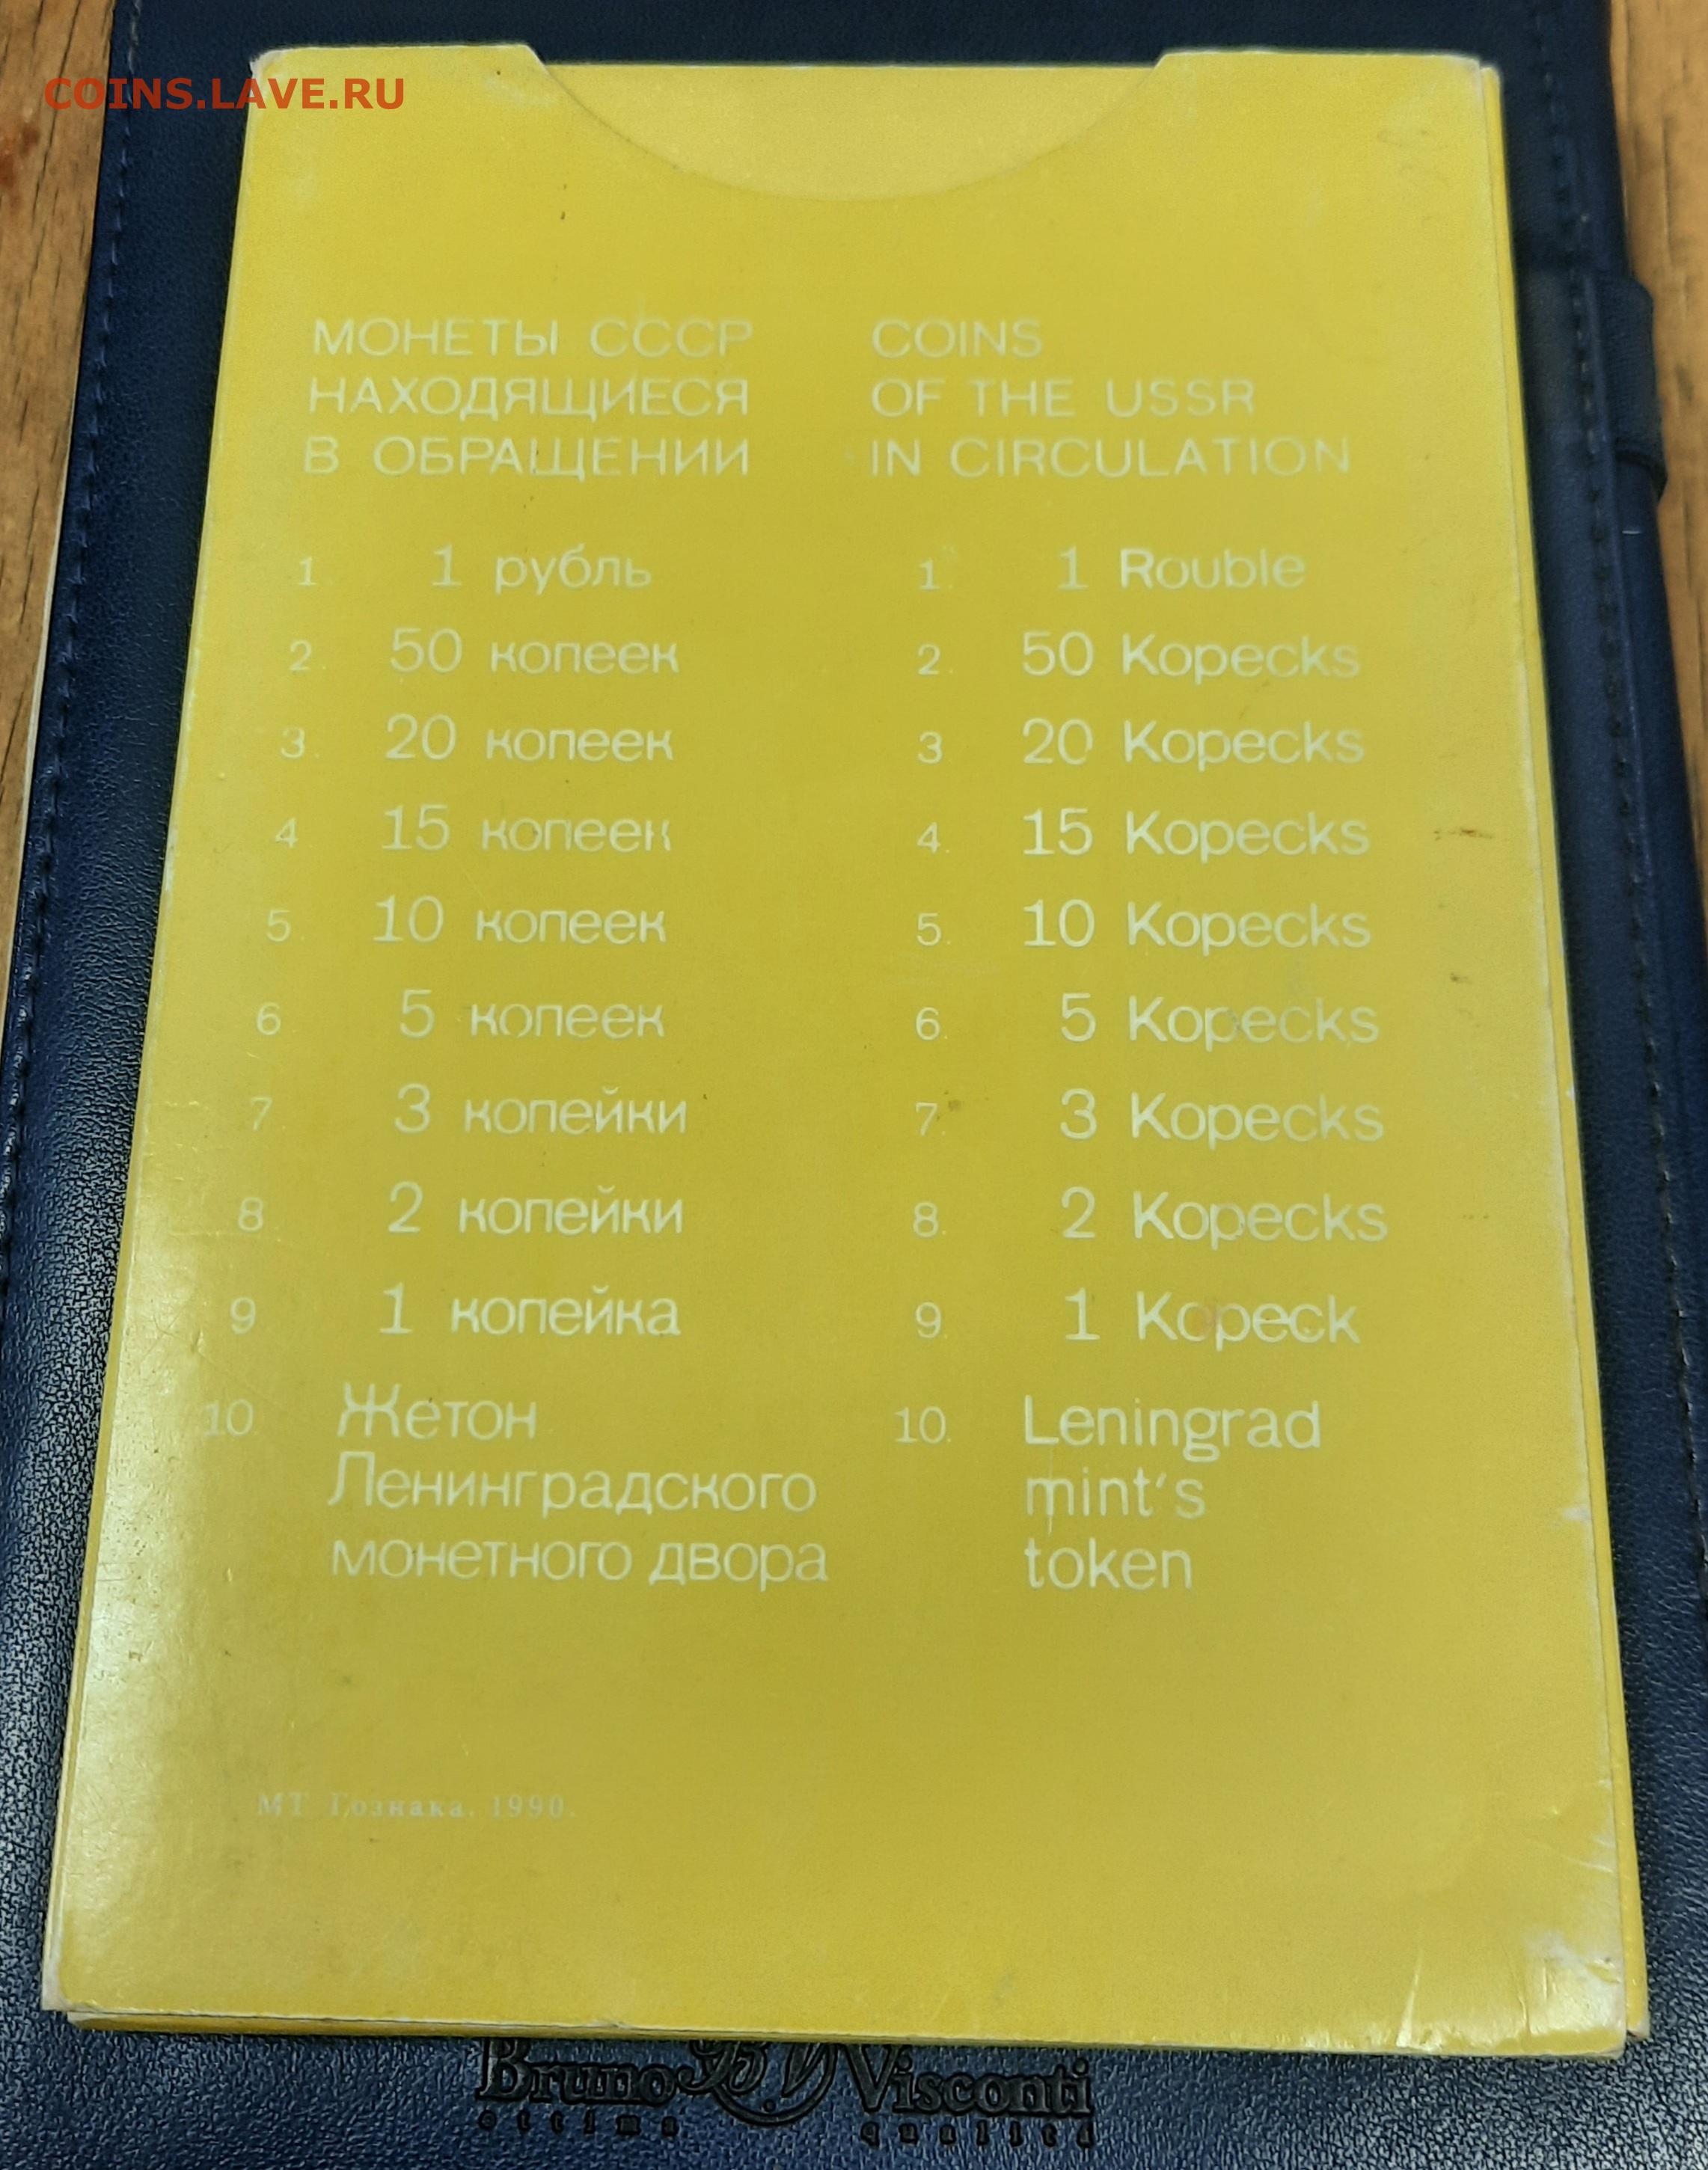 COINS.LAVE.RU
МОНЕТЫ СССР
НАХОДЯЩИЕСЯ
В ОБРАЩЕНИИ
1. 1 рубль
2. 50 копеек
3. 20 копеек
4 15 копеек
5. 10 копеек
6 5 копеек
7 3 копейки
8. 2 копейки
9 1 копейка
10. Жетон
Ленинградского
монетного двора
COINS
OF THE USSR
IN CIRCULATION
1. 1 Rouble
2. 50 Kopecks
3 20 Kopecks
4. 15 Kopecks
5. 10 Kopecks
6. 5 Kopecks
7. 3 Kopecks
8. 2 Kopecks
9. 1 Kopeck
10. Leningrad
mint's
token
МТ Гознака. 1990.
Bruno BV Visconti
ottima qualità